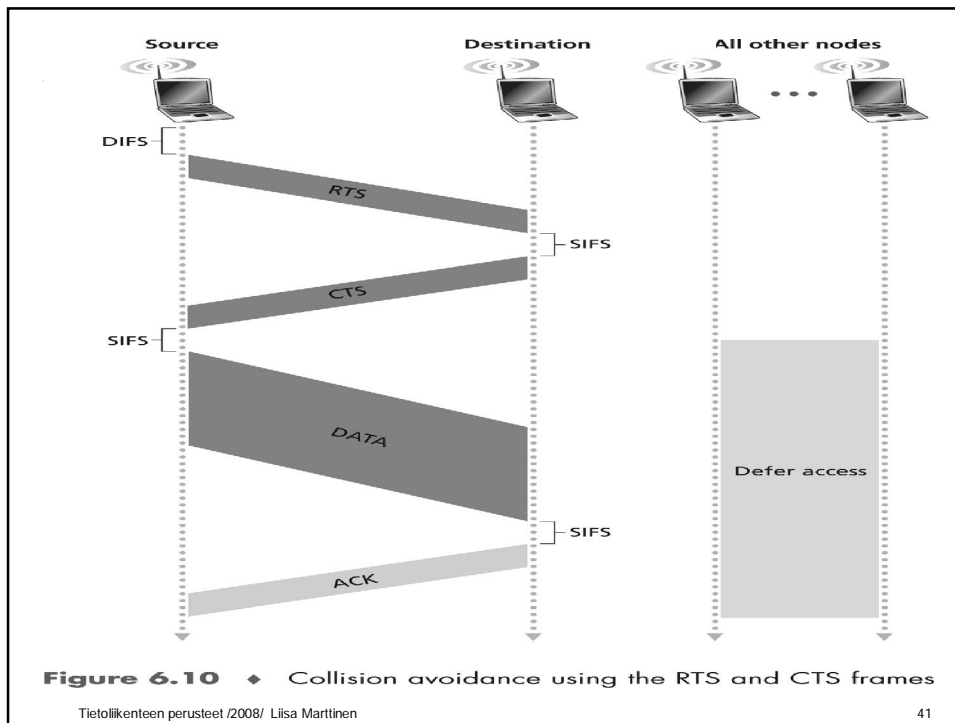 Source Destination All other nodes
DIFS
RTS
SIFS
CTS
SIFS
DATA
Defer access
SIFS
ACK
Figure 6.10 ◆ Collision avoidance using the RTS and CTS frames
Tietoliikenteen perusteet /2008/ Liisa Marttinen 41